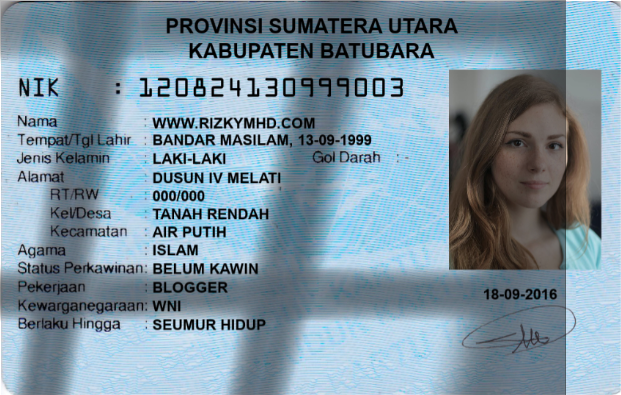 PROVINSI SUMATERA UTARA
KABUPATEN BATUBARA
NIK : 120824130999003
Nama : WWW.RIZKYMHD.COM
Tempat/Tgl Lahir : BANDAR MASILAM, 13-09-1999
Jenis Kelamin : LAKI-LAKI Gol Darah : -
Alamat : DUSUN IV MELATI
RT/RW : 000/000
Kel/Desa : TANAH RENDAH
Kecamatan : AIR PUTIH
Agama : ISLAM
Status Perkawinan: BELUM KAWIN
Pekerjaan : BLOGGER
Kewarganegaraan: WNI
Berlaku Hingga : SEUMUR HIDUP
18-09-2016